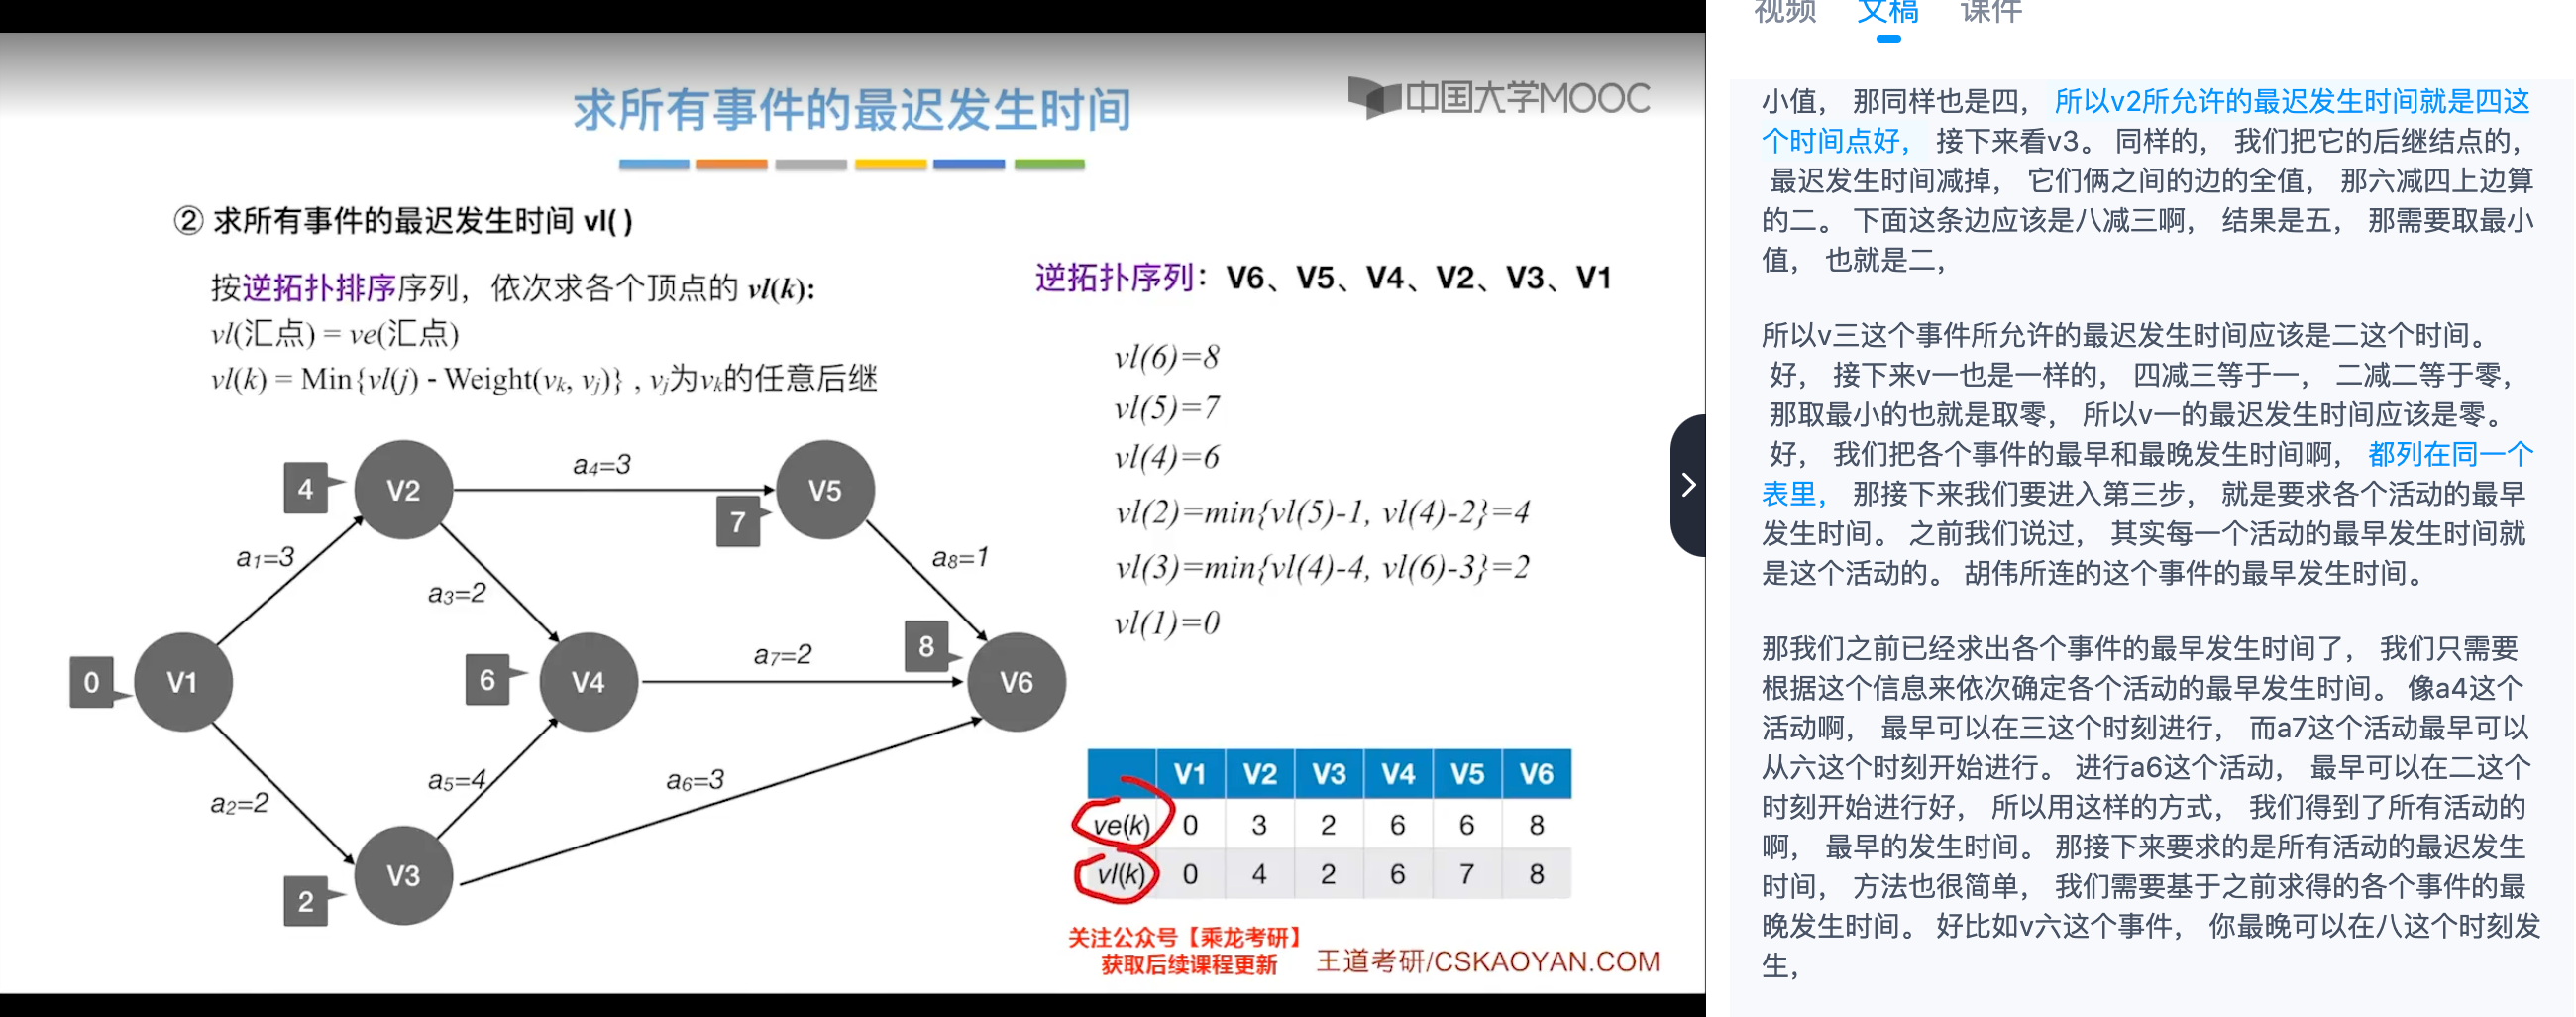 求所有事件的最迟发生时间
中国大学MOOC
② 求所有事件的最迟发生时间 vl( )
按逆拓扑排序序列，依次求各个顶点的 vl(k):
vl(汇点) = ve(汇点)
vl(k) = Min{vl(j) - Weight(vk, vj)} , vj为vk的任意后继
逆拓扑序列：V6、V5、V4、V2、V3、V1
vl(6)=8
vl(5)=7
vl(4)=6
vl(2)=min{vl(5)-1, vl(4)-2}=4
vl(3)=min{vl(4)-4, vl(6)-3}=2
vl(1)=0
4
V2
a4=3
V5
7
a1=3
a3=2
a8=1
0
V1
6
V4
a7=2
8
V6
a2=2
a5=4
a6=3
2
V3
V1 V2 V3 V4 V5 V6
ve(k) 0 3 2 6 6 8
vl(k) 0 4 2 6 7 8
关注公众号【乘龙考研】
获取后续课程更新
王道考研/CSKAOYAN.COM
视频 文稿 课件
小值， 那同样也是四， 所以v2所允许的最迟发生时间就是四这
个时间点好， 接下来看v3。 同样的， 我们把它的后继结点的，
最迟发生时间减掉， 它们俩之间的边的全值， 那六减四上边算
的二。 下面这条边应该是八减三啊， 结果是五， 那需要取最小
值， 也就是二，
所以v三这个事件所允许的最迟发生时间应该是二这个时间。
好， 接下来v一也是一样的， 四减三等于一， 二减二等于零，
那取最小的也就是取零， 所以v一的最迟发生时间应该是零。
好， 我们把各个事件的最早和最晚发生时间啊， 都列在同一个
表里， 那接下来我们要进入第三步， 就是要求各个活动的最早
发生时间。 之前我们说过， 其实每一个活动的最早发生时间就
是这个活动的。 胡伟所连的这个事件的最早发生时间。
那我们之前已经求出各个事件的最早发生时间了， 我们只需要
根据这个信息来依次确定各个活动的最早发生时间。 像a4这个
活动啊， 最早可以在三这个时刻进行， 而a7这个活动最早可以
从六这个时刻开始进行。 进行a6这个活动， 最早可以在二这个
时刻开始进行好， 所以用这样的方式， 我们得到了所有活动的
啊， 最早的发生时间。 那接下来要求的是所有活动的最迟发生
时间， 方法也很简单， 我们需要基于之前求得的各个事件的最
晚发生时间。 好比如v六这个事件， 你最晚可以在八这个时刻发
生，